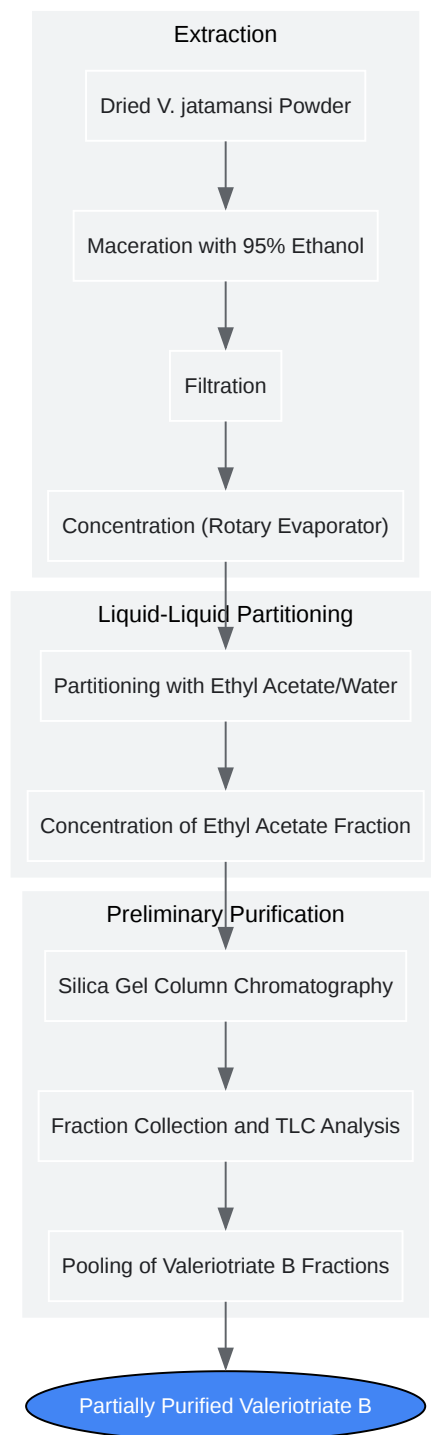 Extraction
Dried V. jatamansi Powder
Maceration with 95% Ethanol
Filtration
Concentration (Rotary Evaporator)
Liquid-Liquid Partitioning
Partitioning with Ethyl Acetate/Water
Concentration of Ethyl Acetate Fraction
Preliminary Purification
Silica Gel Column Chromatography
Fraction Collection and TLC Analysis
Pooling of Valeriotriate B Fractions
Partially Purified Valeriotriate B